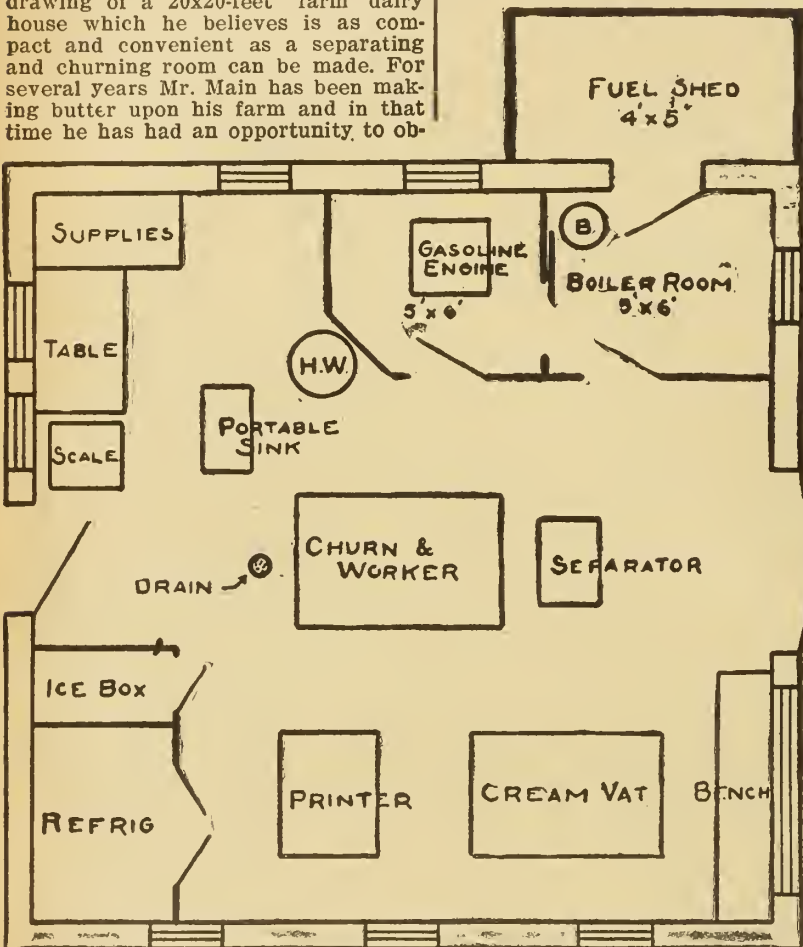 drawing of a 20x20-feet farm dairy
house which he believes is as com-
pact and convenient as a separating
and churning room can be made. For
several years Mr. Main has been mak-
ing butter upon his farm and in that
time he has had an opportunity to ob-
FUEL SHED
4'x5'
SUPPLIES
GASOLINE
ENGINE
5'x6'
B
BOILER ROOM
5'x6'
TABLE
H.W.
SCALE
PORTABLE
SINK
CHURN &
WORKER
SEPARATOR
DRAIN
ICE BOX
REFRIG
PRINTER
CREAM VAT
BENCH